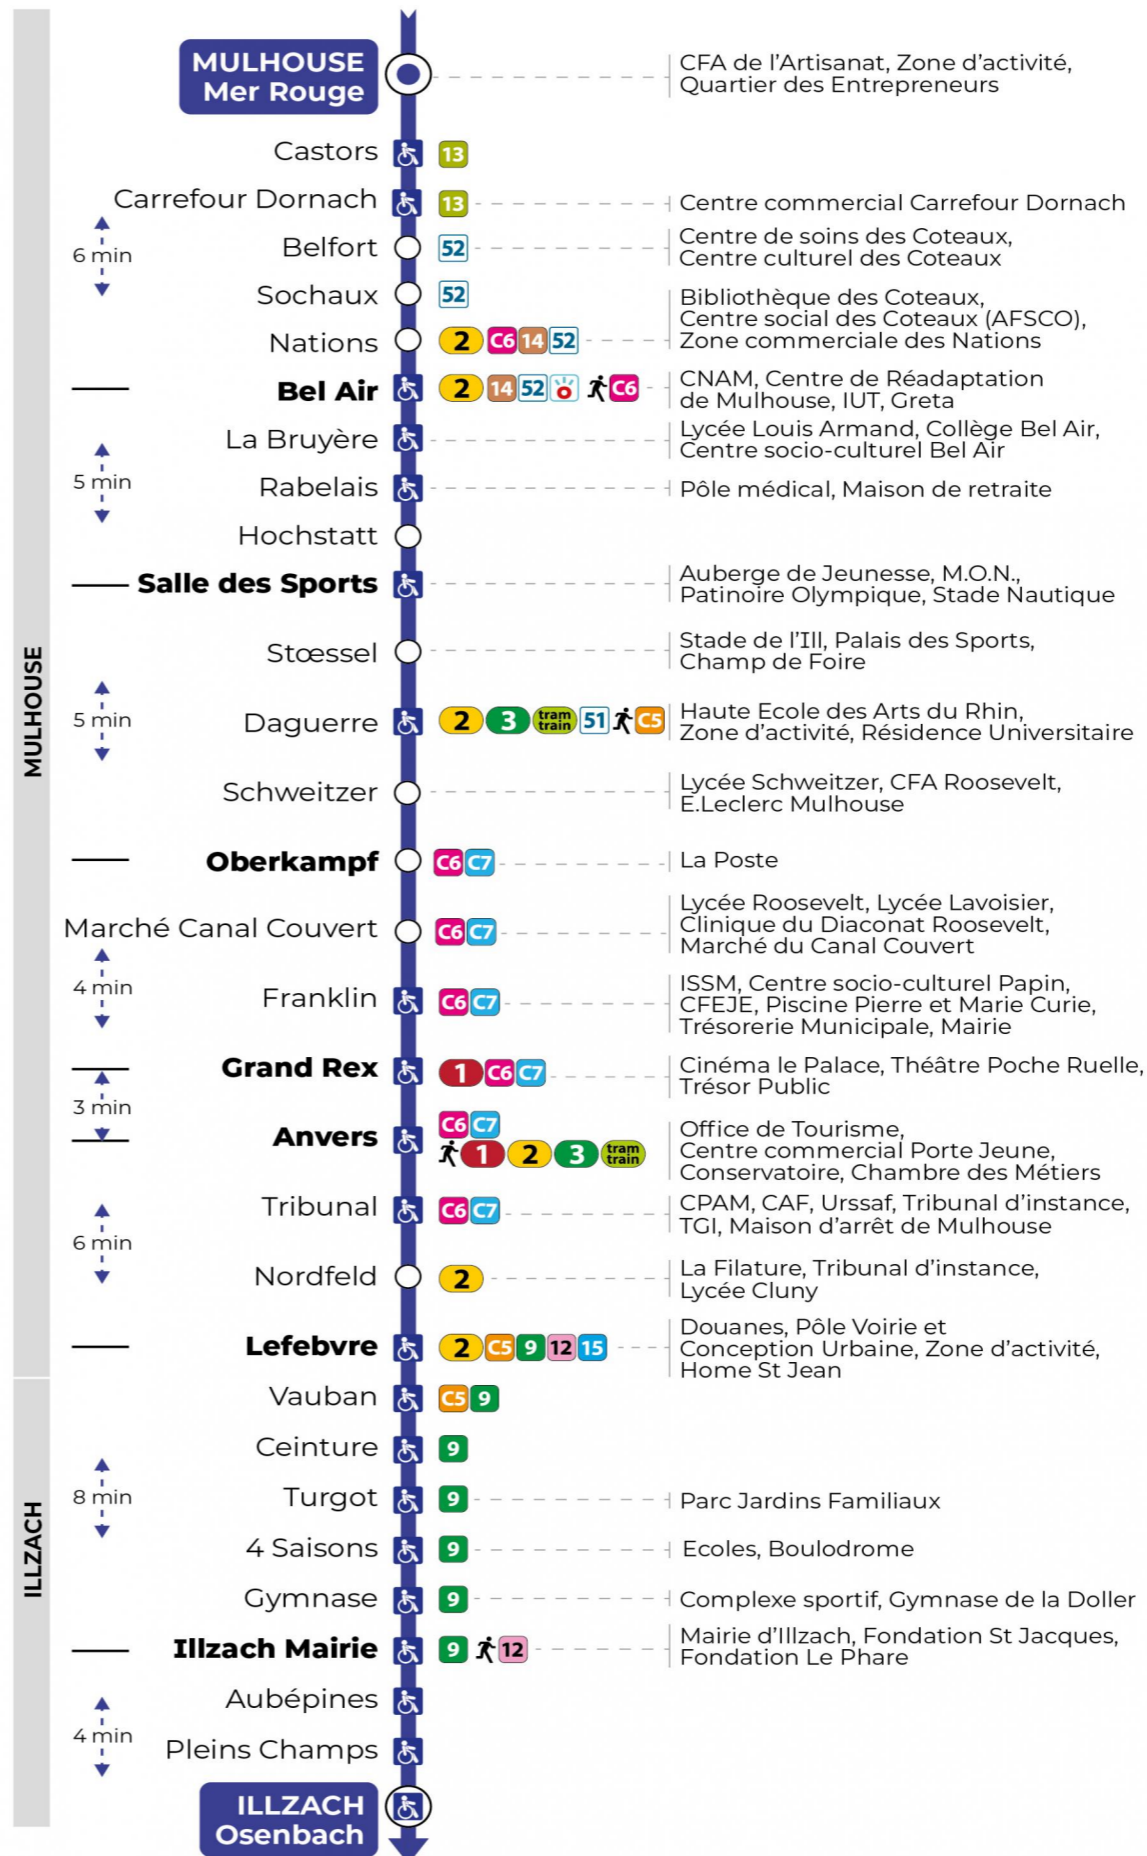 MULHOUSE
Mer Rouge
CFA de l’Artisanat, Zone d’activité,
Quartier des Entrepreneurs
Castors 13
Carrefour Dornach 13 Centre commercial Carrefour Dornach
6 min
Belfort 52
Centre de soins des Coteaux,
Centre culturel des Coteaux
Sochaux 52
Nations 2 C6 14 52
Bibliothèque des Coteaux,
Centre social des Coteaux (AFSCO),
Zone commerciale des Nations
Bel Air 2 14 52 C6
CNAM, Centre de Réadaptation
de Mulhouse, IUT, Greta
La Bruyère
Lycée Louis Armand, Collège Bel Air,
Centre socio-culturel Bel Air
5 min
Rabelais Pôle médical, Maison de retraite
Hochstatt
Salle des Sports
Auberge de Jeunesse, M.O.N.,
Patinoire Olympique, Stade Nautique
MULHOUSE
Stœssel
Stade de l’Ill, Palais des Sports,
Champ de Foire
5 min
Daguerre 2 3 tram train 51 C5
Haute Ecole des Arts du Rhin,
Zone d’activité, Résidence Universitaire
Schweitzer
Lycée Schweitzer, CFA Roosevelt,
E.Leclerc Mulhouse
Oberkampf C6 C7 La Poste
Marché Canal Couvert C6 C7
Lycée Roosevelt, Lycée Lavoisier,
Clinique du Diaconat Roosevelt,
Marché du Canal Couvert
4 min
Franklin C6 C7
ISSM, Centre socio-culturel Papin,
CFEJE, Piscine Pierre et Marie Curie,
Trésorerie Municipale, Mairie
Grand Rex 1 C6 C7
Cinéma le Palace, Théâtre Poche Ruelle,
Trésor Public
3 min
Anvers C6 C7
1 2 3 tram train
Office de Tourisme,
Centre commercial Porte Jeune,
Conservatoire, Chambre des Métiers
Tribunal C6 C7
CPAM, CAF, Urssaf, Tribunal d’instance,
TGI, Maison d’arrêt de Mulhouse
6 min
Nordfeld 2
La Filature, Tribunal d’instance,
Lycée Cluny
Lefebvre 2 C5 9 12 15
Douanes, Pôle Voirie et
Conception Urbaine, Zone d’activité,
Home St Jean
Vauban C5 9
Ceinture 9
8 min
Turgot 9 Parc Jardins Familiaux
ILLZACH
4 Saisons 9 Ecoles, Boulodrome
Gymnase 9 Complexe sportif, Gymnase de la Doller
Illzach Mairie 9 12
Mairie d’Illzach, Fondation St Jacques,
Fondation Le Phare
Aubépines
4 min
Pleins Champs
ILLZACH
Osenbach